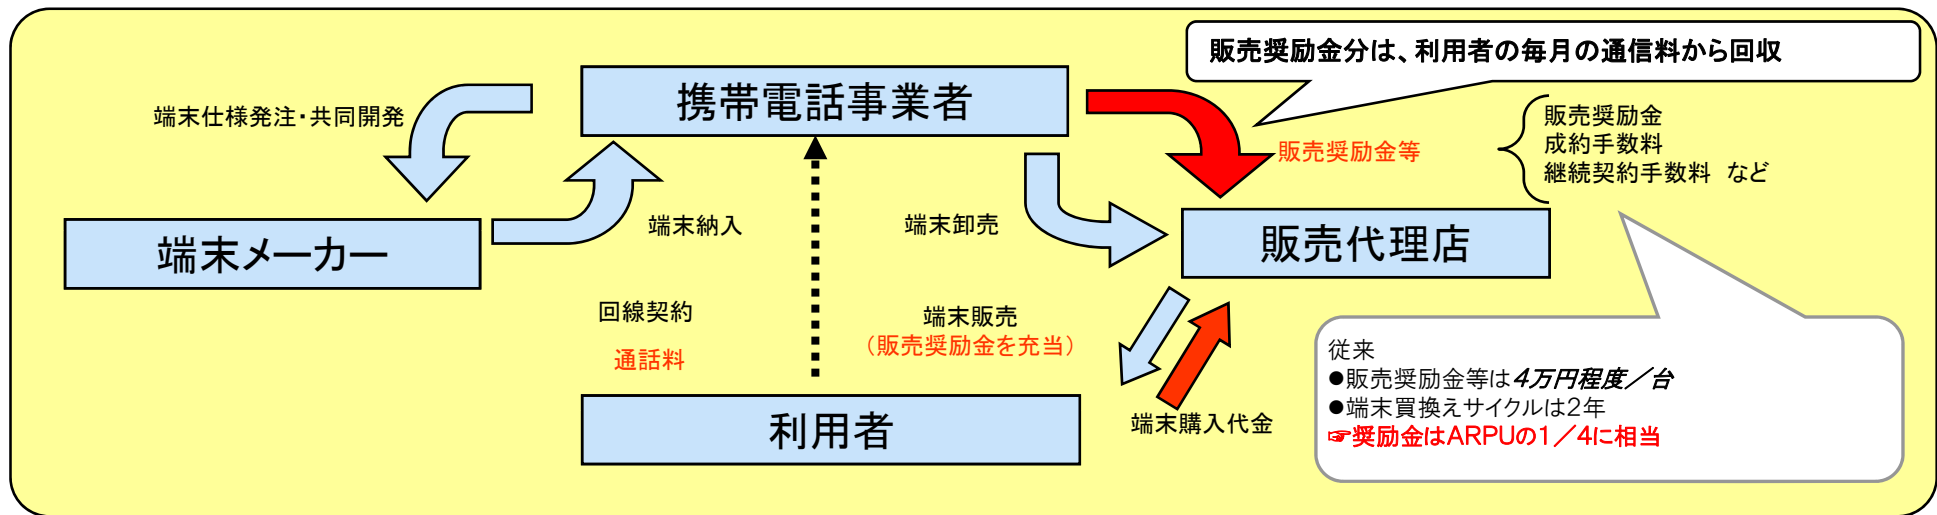 販売奨励金分は、利用者の毎月の通信料から回収
携帯電話事業者
端末仕様発注・共同開発
販売奨励金
成約手数料
継続契約手数料 など
販売奨励金等
端末納入
端末卸売
端末メーカー
販売代理店
回線契約
通話料
端末販売
（販売奨励金を充当）
利用者
端末購入代金
従来
●販売奨励金等は4万円程度／台
●端末買換えサイクルは2年
☞奨励金はARPUの1／4に相当